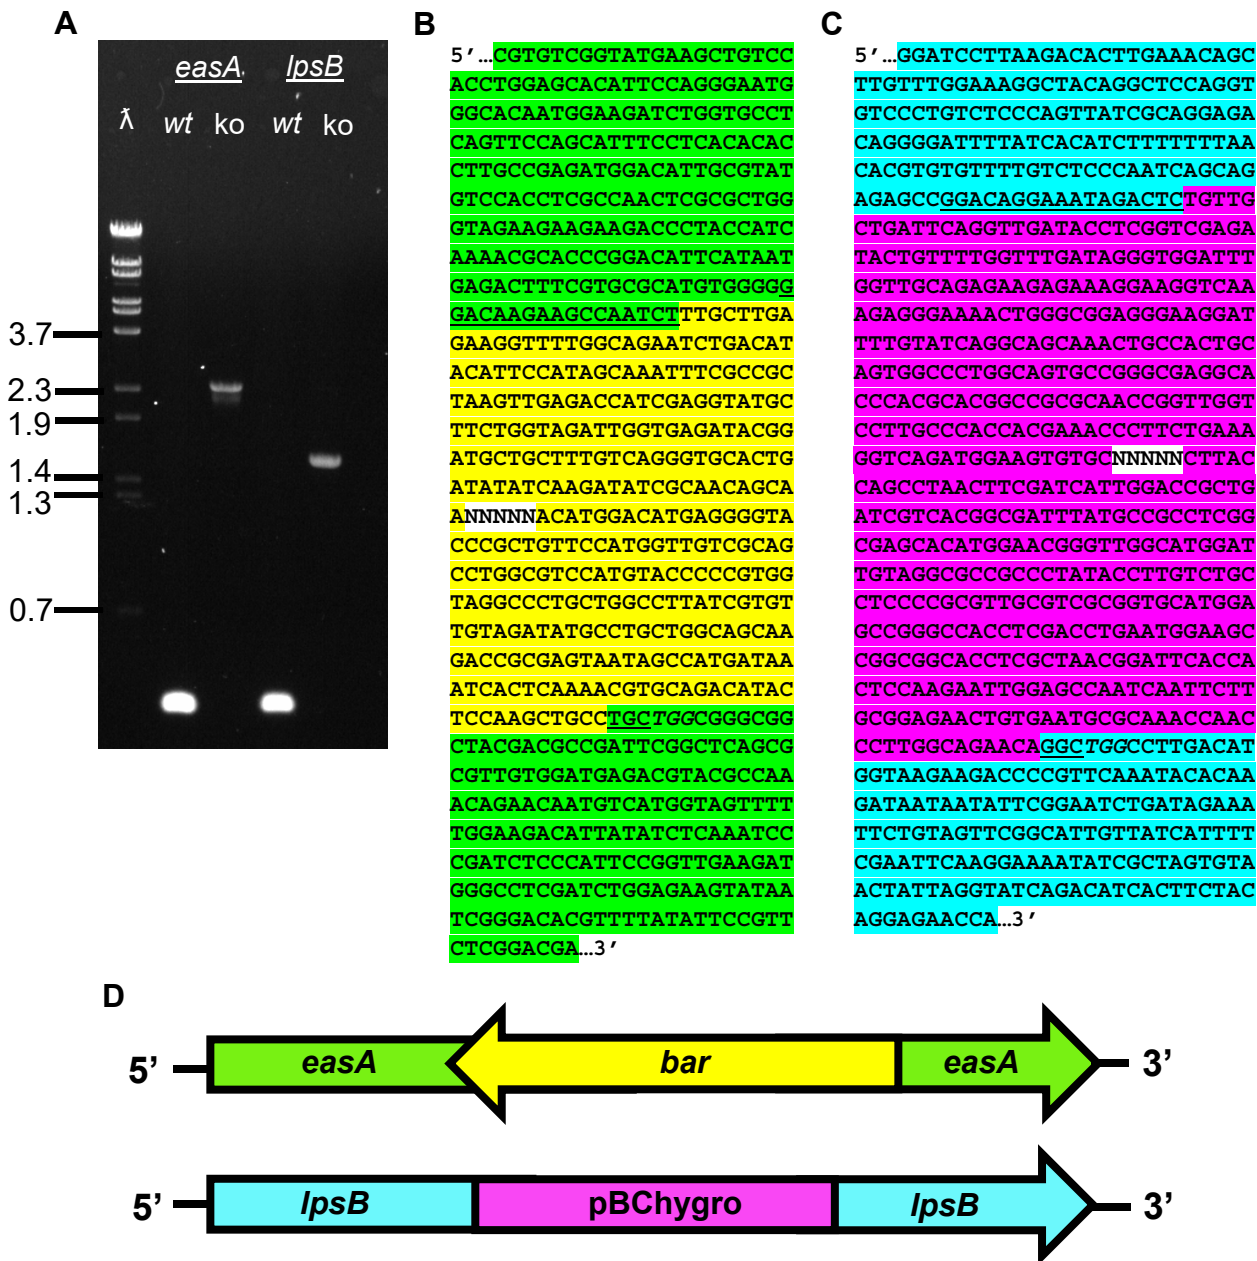 A
easA lpsB
λ wt ko wt ko
3.7
2.3
1.9
1.4
1.3
0.7
B
5′…CGTGTCGGTATGAAGCTGTCC
ACCTGGAGCACATTCCAGGGAATG
GGCACAATGGAAGATCTGGTGCCT
CAGTTCCGAGCATTTCCTCACACAC
CTTGCCGAGATGGACATTGCGTAT
GTCCACCTCGCCAACTCGCGCTGG
GTAGAAGAAGAAGACCCTACCATC
AAAACGCACCCGGACATTCATAAT
GAGACTTTCGTGCGCATGTGGGGG
GACAAGAAGCCAATCTTTGCTTGA
GAAGGTTTTGGCAGAATCTGACAT
ACATTCCATAGCAAATTTCGCCGC
TAAGTTGAGACCATCGAGGTATGC
TTCTGGTAGATTGGTGAGATACGG
ATGCTGCTTTGTCAGGGTGCACTG
ATATATCAAGATATCGCAACAGCA
ANNNNNACATGGACATGAGGGGTA
CCCGCTGTTCCATGGTTGTCGCAG
CCTGGCGTCCATGTACCCCCGTGG
TAGGCCCTGCTGGCCTTATCGTGT
TGTAGATATGCCTGCTGGCAGCAA
GACCGCGAGTAATAGCCATGATAA
ATCACTCAAAACGTGCAGACATAC
TCCAAGCTGCCTGCTGGCGGGCGG
CTACGACGCCGATTCGGCTCAGCG
CGTTGTGGATGAGACGTACGCCAA
ACAGAACAATGTCATGGTAGTTTT
TGGAAGACATTATATCTCAAATCC
CGATCTCCCATTCCGGTTGAAGAT
GGGCCTCGATCTGGAGAAGTATAA
TCGGGACACGTTTTATATTCCGTT
CTCGGACGA…3′
C
5′…GGATCCTTAAGACACTTGAAACAGC
TTGTTTGGAAAGGCTACAGGCTCCAGGT
GTCCCTGTCTCCCAGTTATCGCAGGAGA
CAGGGGATTTTATCACATCTTTTTTTAA
CACGTGTGTTTTGTCTCCCAATCAGCAG
AGAGCCGGACAGGAAATAGACTCTGTTG
CTGATTCAGGTTGATACCTCGGTCGAGA
TACTGTTTTGGTTTGATAGGGTGGATTT
GGTTGCAGAGAAGAGAAAGGAAGGTCAA
AGAGGGAAAACTGGGCGGAGGGAAGGAT
TTTGTATCAGGCAGCAAACTGCCACTGC
AGTGGCCCTGGCAGTGCCGGGCGAGGCA
CCCACGCACGGCCGCGCAACCGGTTGGT
CCTTGCCCACCACGAAACCCTTCTGAAA
GGTCAGATGGAAGTGTGCNNNNNCTTAC
CAGCCTAACTTCGATCATTGGACCGCTG
ATCGTCACGGCGATTTATGCCGCCTCGG
CGAGCACATGGAACGGGTTGGCATGGAT
TGTAGGCGCCGCCCTATACCTTGTCTGC
CTCCCCGCGTTGCGTCGCGGTGCATGGA
GCCGGGCCACCTCGACCTGAATGGAAGC
CGGCGGCACCTCGCTAACGGATTCACCA
CTCCAAGAATTGGAGCCAATCAATTCTT
GCGGAGAACTGTGAATGCGCAAACCAAC
CCTTGGCAGAACAGGCTGGCCTTGACAT
GGTAAGAAGACCCCGTTCAAATACACAA
GATAATAATATTCGGAATCTGATAGAAA
TTCTGTAGTTCGGCATTGTTATCATTTT
CGAATTCAAGGAAAATATCGCTAGTGTA
ACTATTAGGTATCAGACATCACTTCTAC
AGGAGAACCA…3′
D
5’ easA bar easA 3’
5’ lpsB pBChygro lpsB 3’